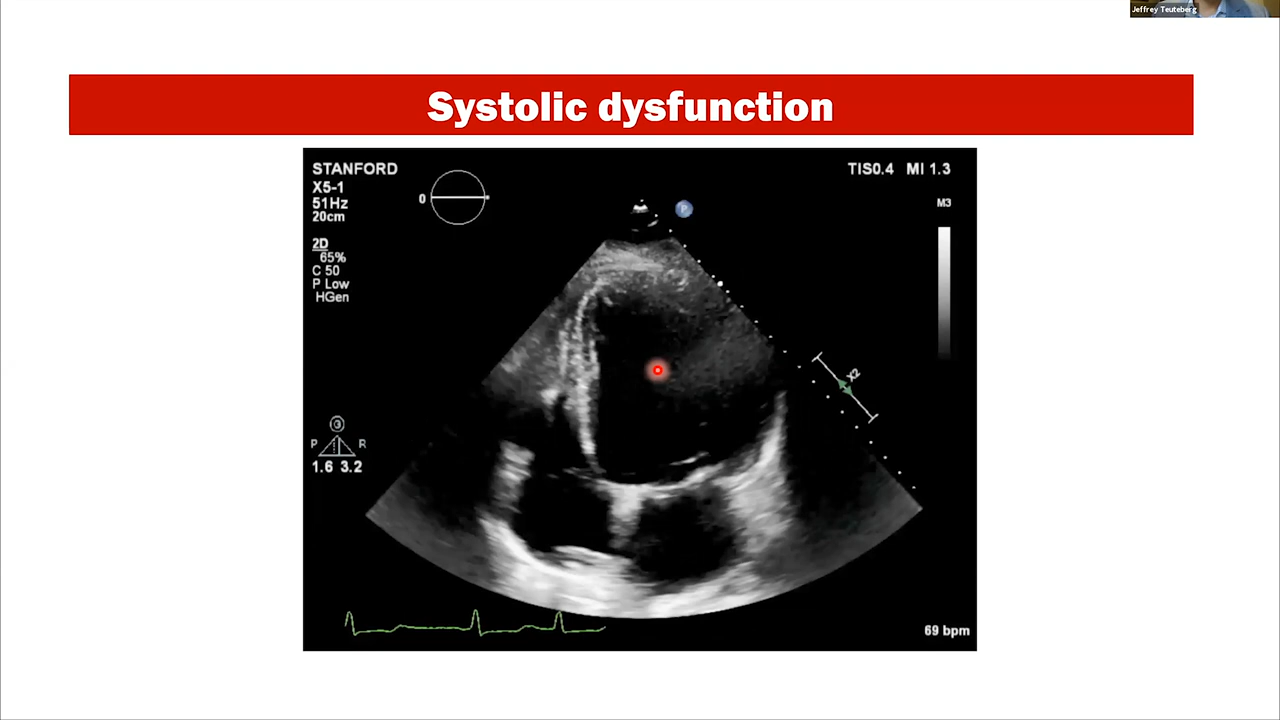 Jeffrey Teuteberg
Systolic dysfunction
STANFORD
X5-1
51Hz
20cm
0
2D
65%
C 50
P Low
HGen
P
TIS0.4 MI 1.3
M3
X2
G
P R
1.6 3.2
69 bpm